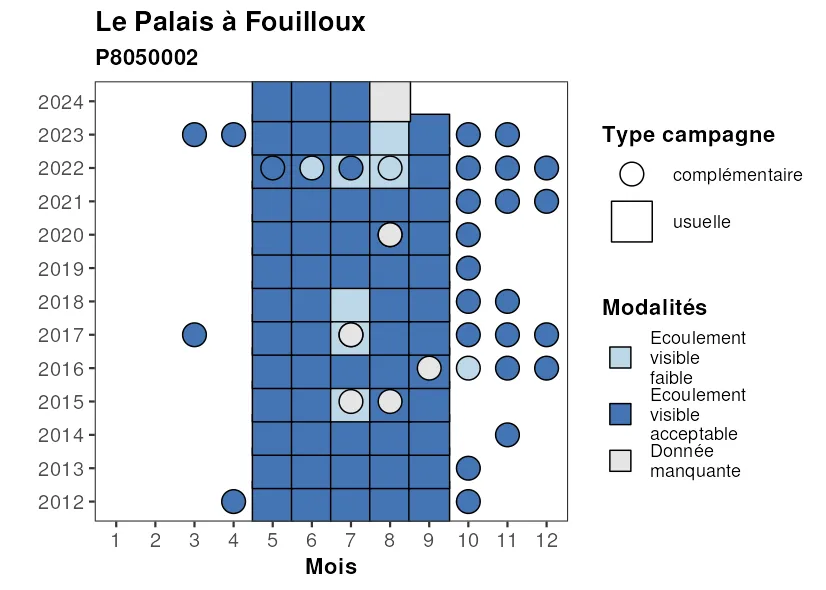 Le Palais à Fouilloux
P8050002
2024
2023
2022
2021
2020
2019
2018
2017
2016
2015
2014
2013
2012
1 2 3 4 5 6 7 8 9 10 11 12
Mois
Type campagne
complémentaire
usuelle
Modalités
Ecoulement
visible
faible
Ecoulement
visible
acceptable
Donnée
manquante